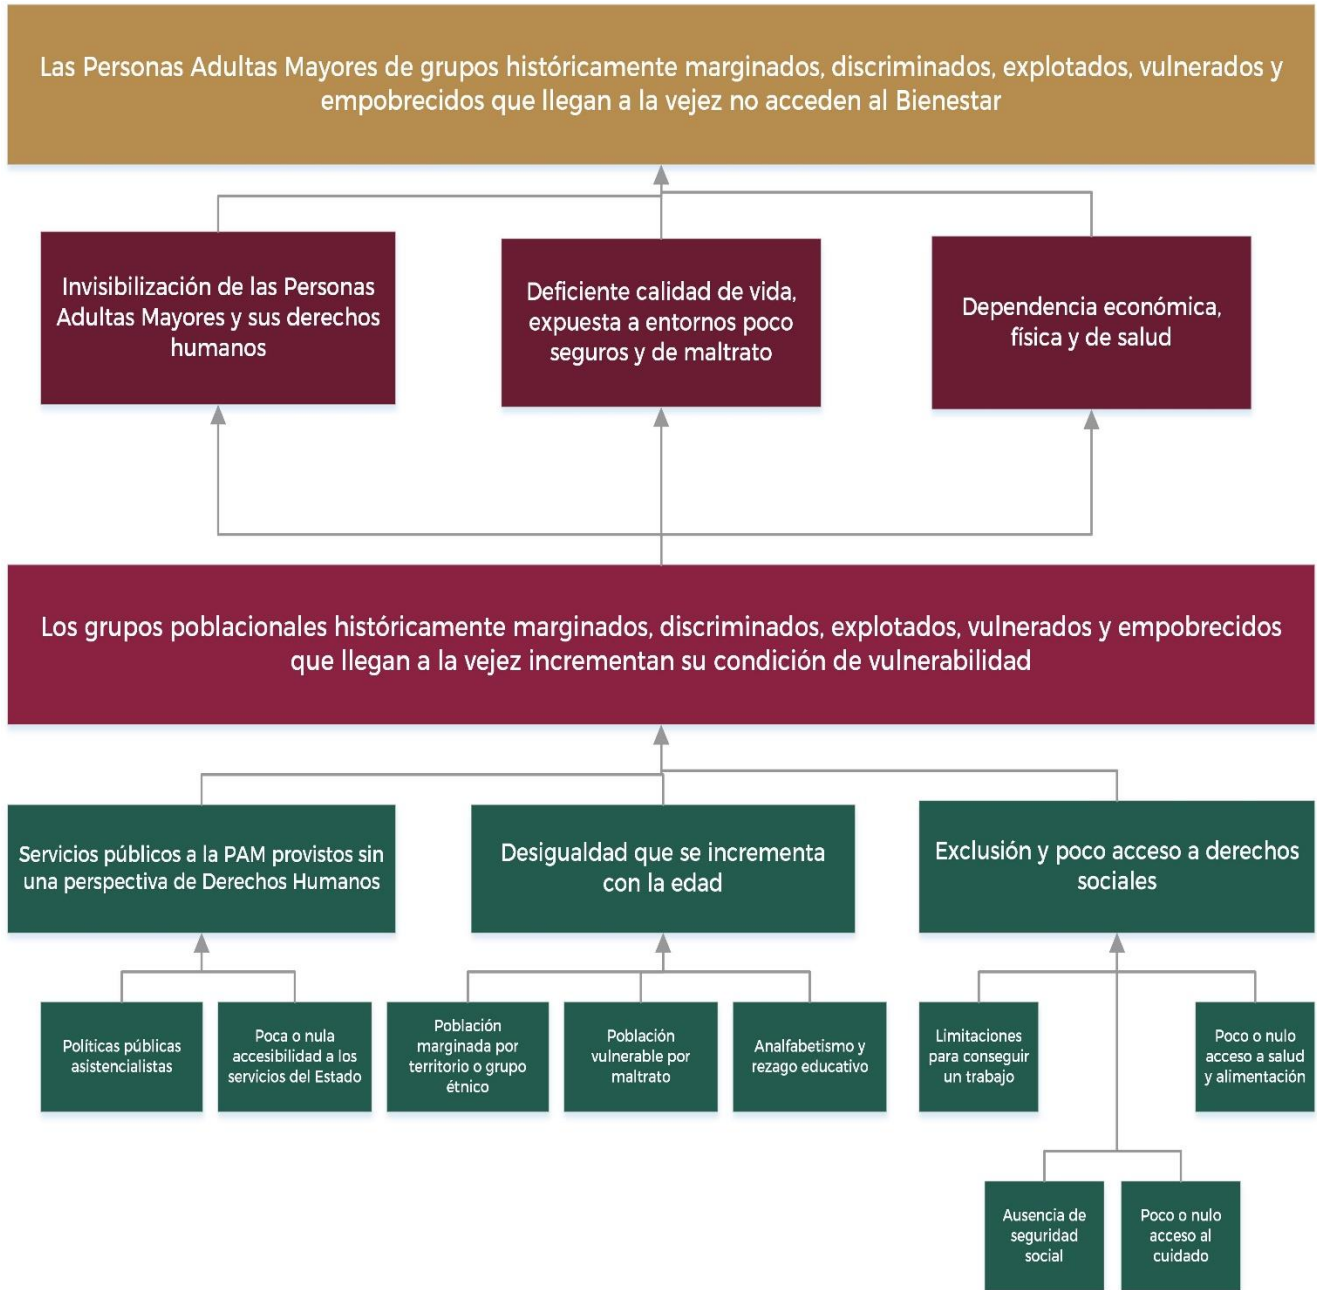 Las Personas Adultas Mayores de grupos históricamente marginados, discriminados, explotados, vulnerados y
empobrecidos que llegan a la vejez no acceden al Bienestar
Invisibilización de las Personas
Adultas Mayores y sus derechos
humanos
Deficiente calidad de vida,
expuesta a entornos poco
seguros y de maltrato
Dependencia económica,
física y de salud
Los grupos poblacionales históricamente marginados, discriminados, explotados, vulnerados y empobrecidos
que llegan a la vejez incrementan su condición de vulnerabilidad
Servicios públicos a la PAM provistos sin
una perspectiva de Derechos Humanos
Desigualdad que se incrementa
con la edad
Exclusión y poco acceso a derechos
sociales
Políticas públicas
asistencialistas
Poca o nula
accesibilidad a los
servicios del Estado
Población
marginada por
territorio o grupo
étnico
Población
vulnerable por
maltrato
Analfabetismo y
rezago educativo
Limitaciones
para conseguir
un trabajo
Poco o nulo
acceso a salud
y alimentación
Ausencia de
seguridad
social
Poco o nulo
acceso al
cuidado